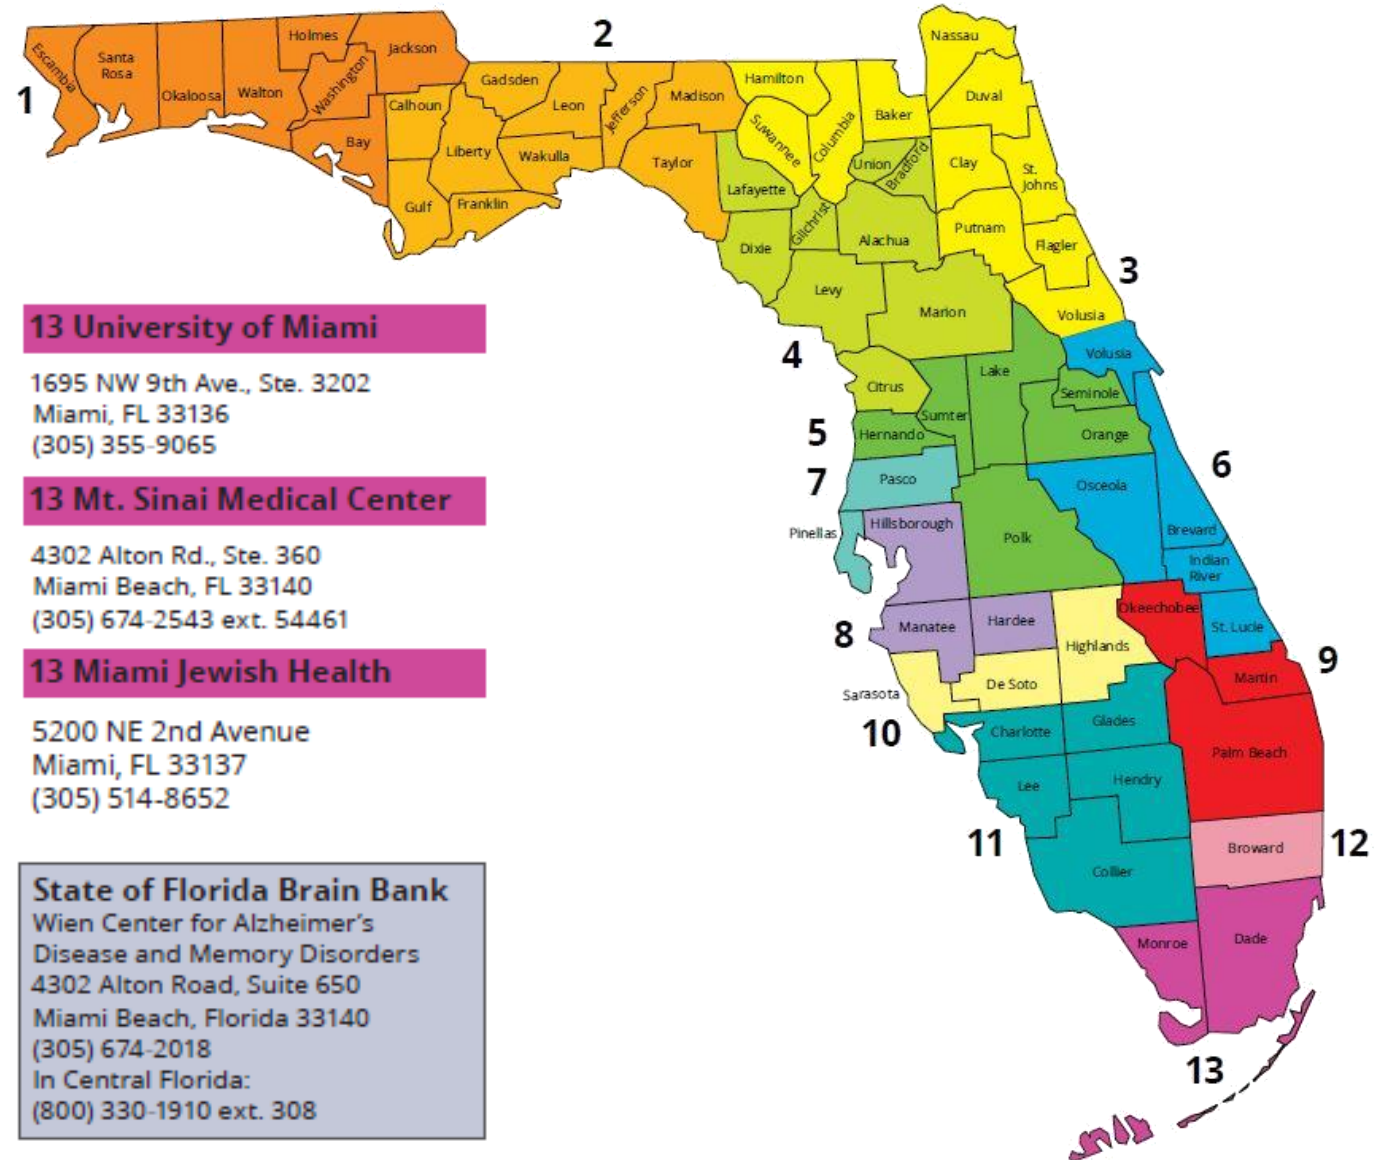 1
2
3
4
5
7
6
8
9
10
11
12
13
Escamba
Santa
Rosa
Okaloosa
Walton
Holmes
Washington
Jackson
Bay
Calhoun
Gulf
Liberty
Gadsden
Franklin
Leon
Wakulla
Jefferson
Madison
Taylor
Hamilton
Suwannee
Columbia
Baker
Nassau
Duval
Clay
St.
Johns
Putnam
Flagler
Volusia
Union
Bradford
Lafayette
Gilchrist
Alachua
Dixie
Levy
Marion
Citrus
Hernando
Sumter
Lake
Seminole
Orange
Polk
Volusia
Osceola
Brevard
Indian
River
St. Lucie
Pasco
Pinellas
Hillsborough
Manatee
Hardee
Highlands
De Soto
Sarasota
Okeechobee
Martin
Palm Beach
Charlotte
Glades
Lee
Hendry
Collier
Broward
Monroe
Dade
13 University of Miami
1695 NW 9th Ave., Ste. 3202
Miami, FL 33136
(305) 355-9065
13 Mt. Sinai Medical Center
4302 Alton Rd., Ste. 360
Miami Beach, FL 33140
(305) 674-2543 ext. 54461
13 Miami Jewish Health
5200 NE 2nd Avenue
Miami, FL 33137
(305) 514-8652
State of Florida Brain Bank
Wien Center for Alzheimer's
Disease and Memory Disorders
4302 Alton Road, Suite 650
Miami Beach, Florida 33140
(305) 674-2018
In Central Florida:
(800) 330-1910 ext. 308